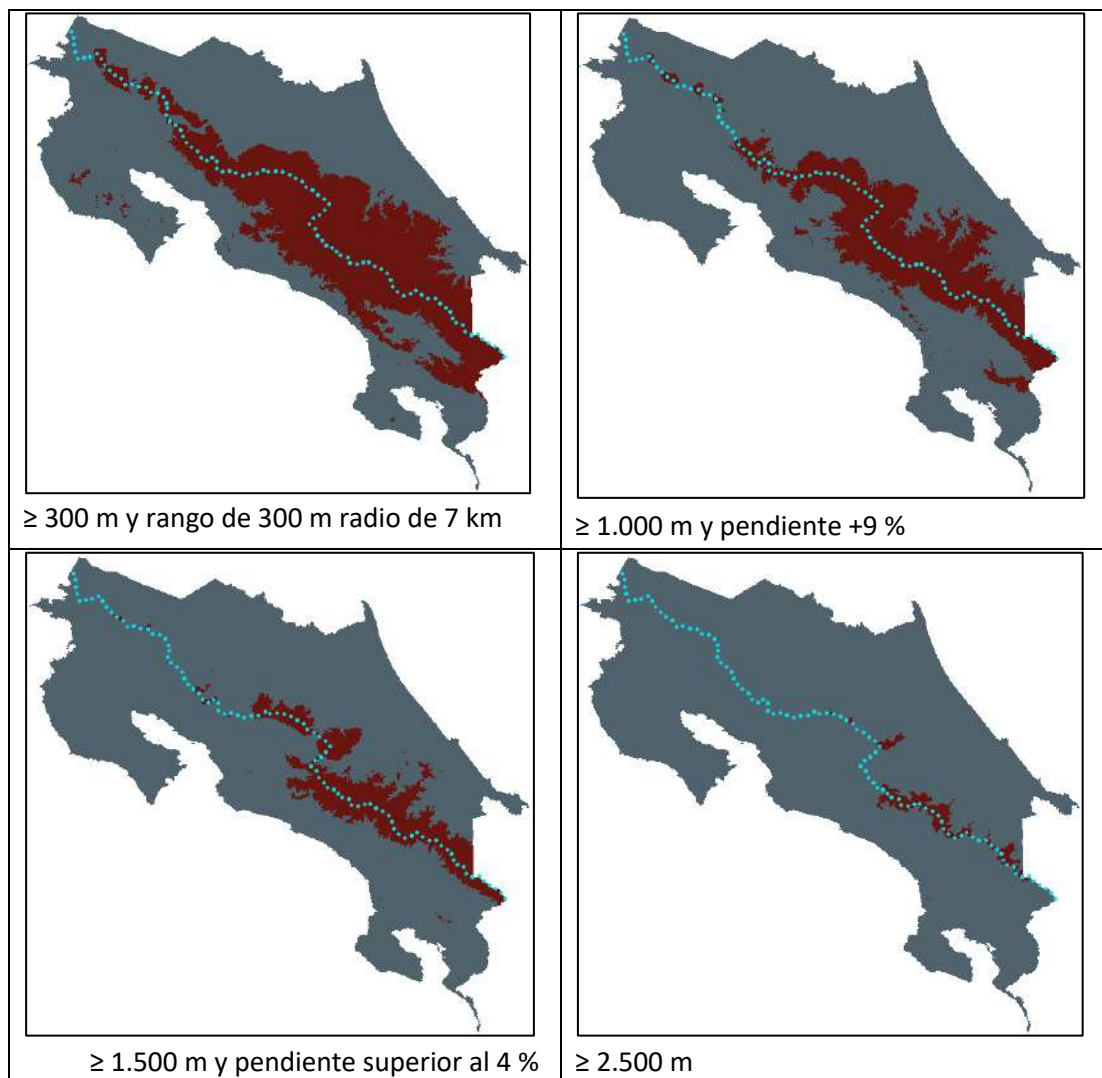 ≥ 300 m y rango de 300 m radio de 7 km
≥ 1.000 m y pendiente +9 %
≥ 1.500 m y pendiente superior al 4 %
≥ 2.500 m